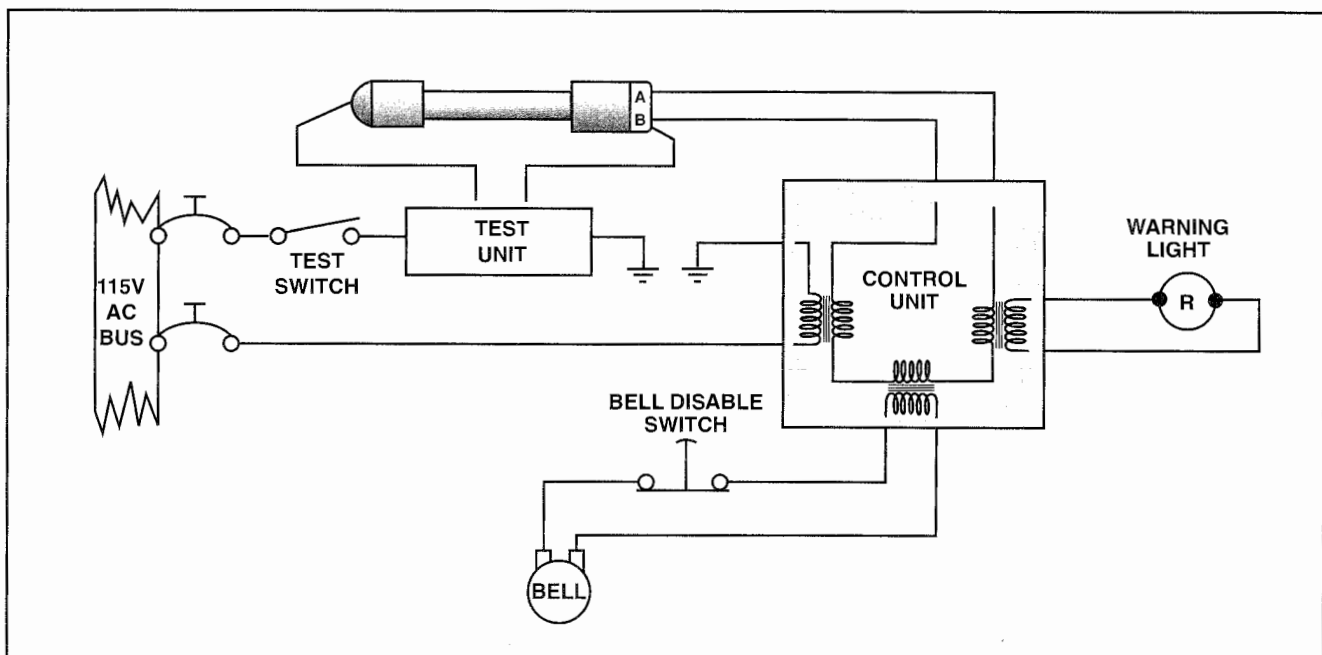 A
B
TEST
UNIT
TEST
SWITCH
115V
AC
BUS
CONTROL
UNIT
WARNING
LIGHT
R
BELL DISABLE
SWITCH
BELL